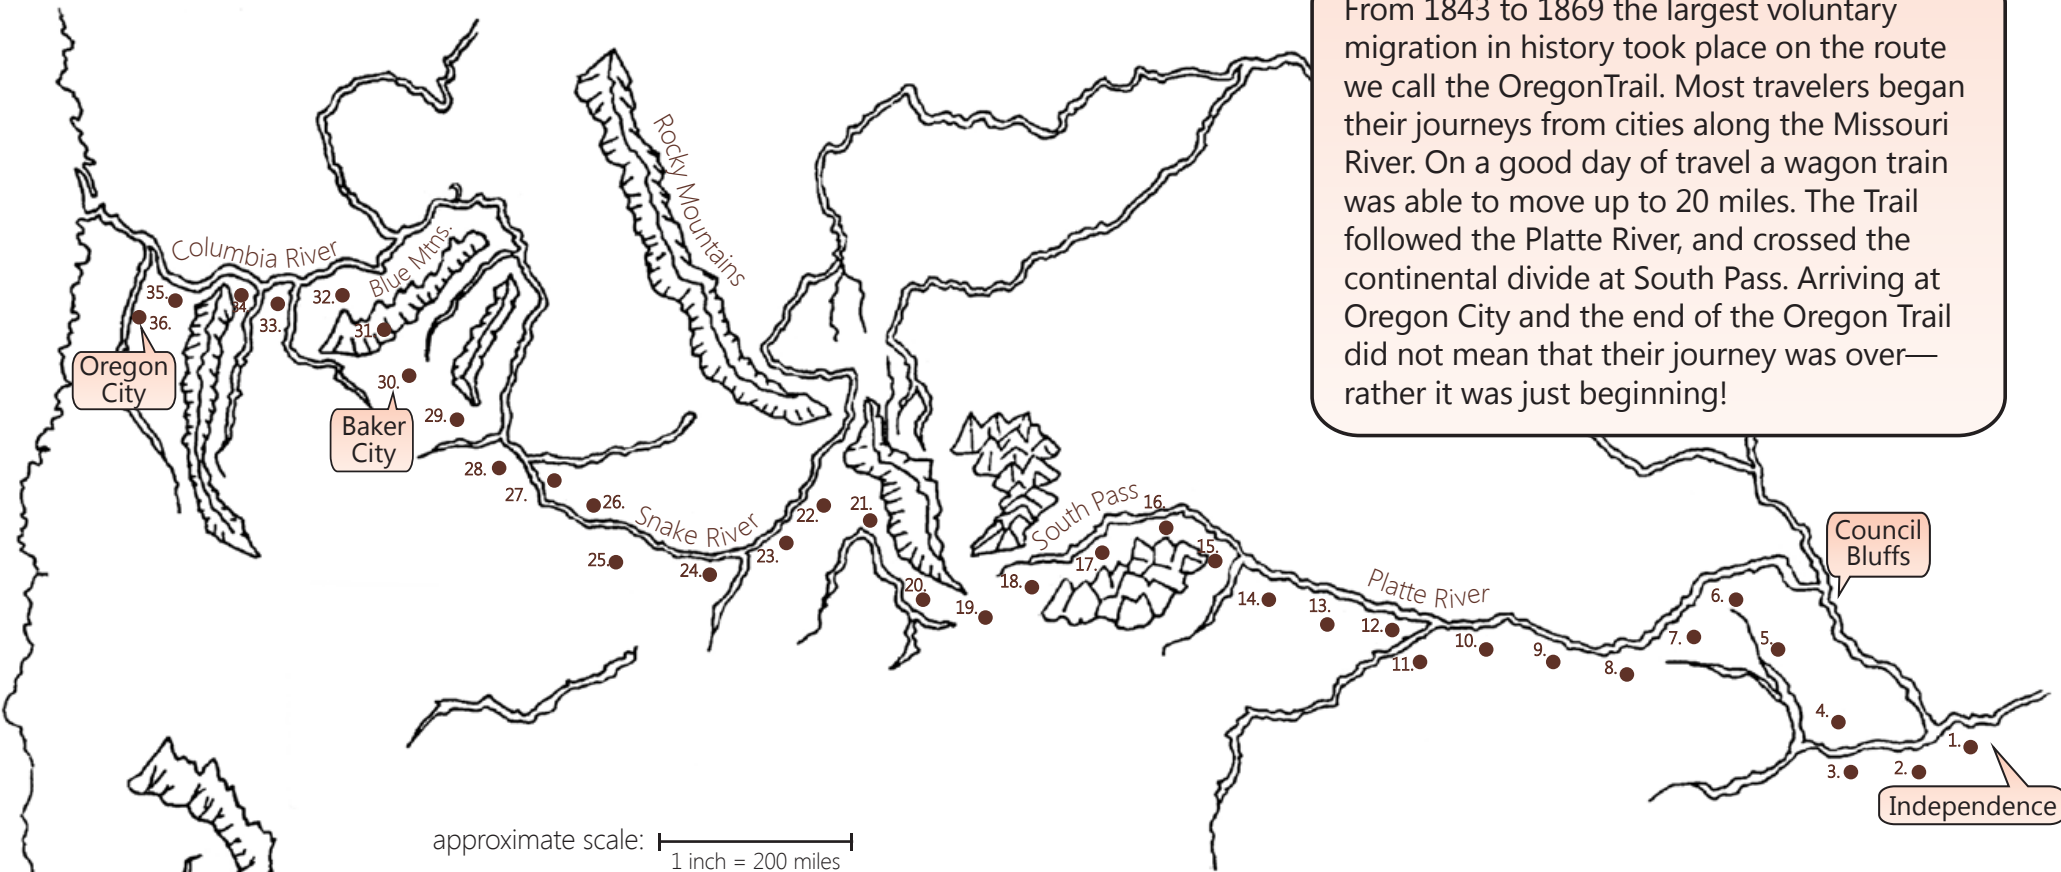 From 1843 to 1869 the largest voluntary
migration in history took place on the route
we call the OregonTrail. Most travelers began
their journeys from cities along the Missouri
River. On a good day of travel a wagon train
was able to move up to 20 miles. The Trail
followed the Platte River, and crossed the
continental divide at South Pass. Arriving at
Oregon City and the end of the Oregon Trail
did not mean that their journey was over—
rather it was just beginning!
Rocky Mountains
Columbia River
Blue Mtns.
35.
36.
34.
33.
32.
31.
30.
29.
28.
27.
26.
25.
24.
23.
22.
21.
20.
19.
18.
17.
16.
15.
14.
13.
12.
11.
10.
9.
8.
7.
6.
5.
4.
3.
2.
1.
Oregon
City
Baker
City
Snake River
South Pass
Platte River
Council
Bluffs
Independence
approximate scale:
1 inch = 200 miles